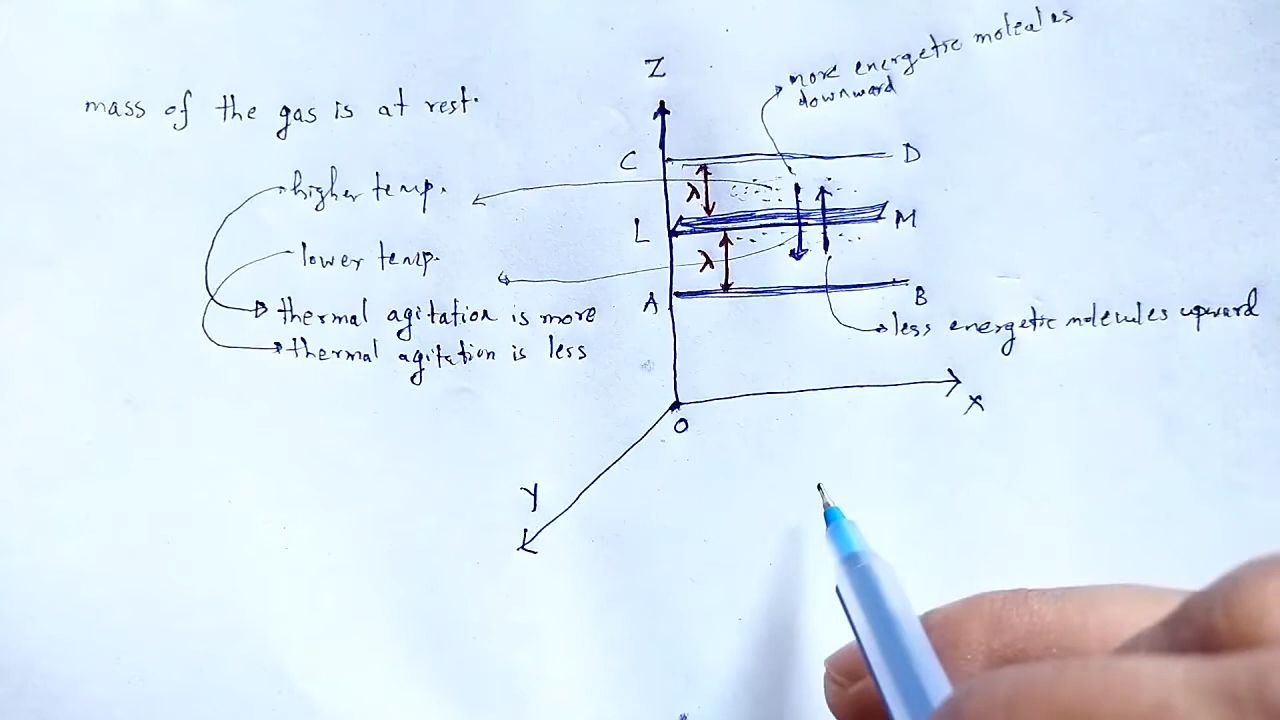 more energetic molecules
downward
Z
mass of the gas is at rest.
C
D
higher temp.
λ
L
M
lower temp.
λ
A
B
thermal agitation is more
less energetic molecules upward
thermal agitation is less
X
O
Y